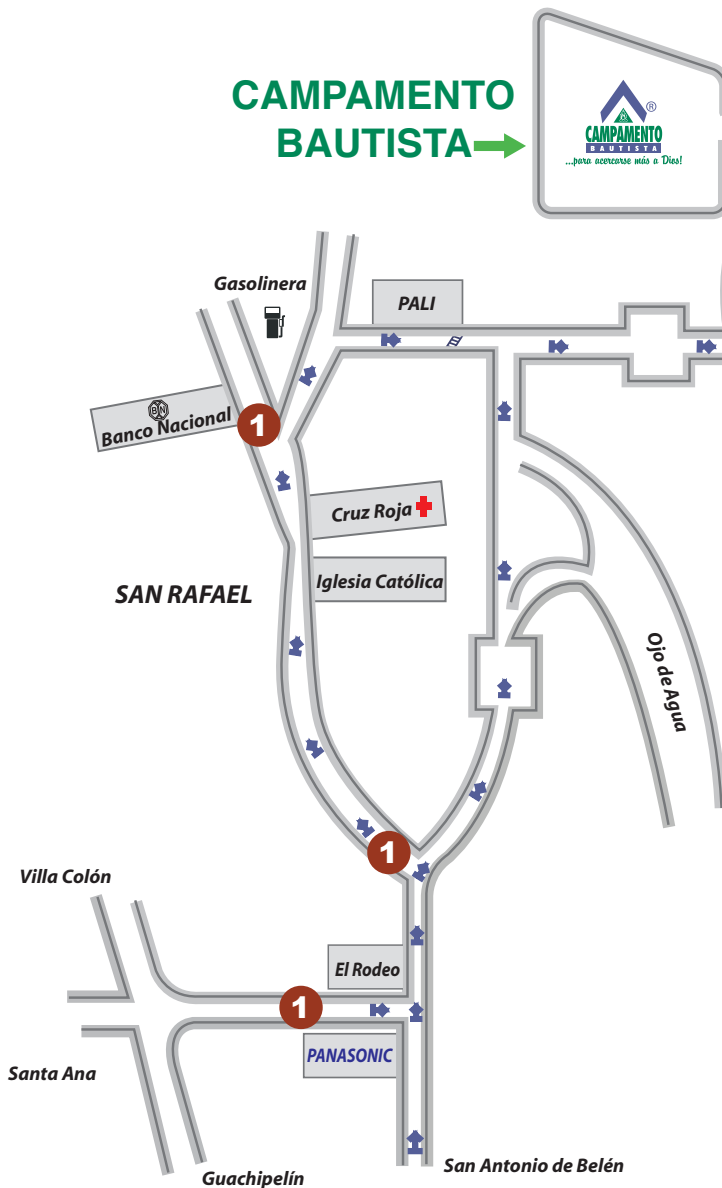 CAMPAMENTO
BAUTISTA
®
CAMPAMENTO
BAUTISTA
...para acercarse más a Dios!
Gasolinera
PALI
BN
Banco Nacional
1
Cruz Roja
Iglesia Católica
SAN RAFAEL
Ojo de Agua
1
Villa Colón
El Rodeo
1
PANASONIC
Santa Ana
San Antonio de Belén
Guachipelín